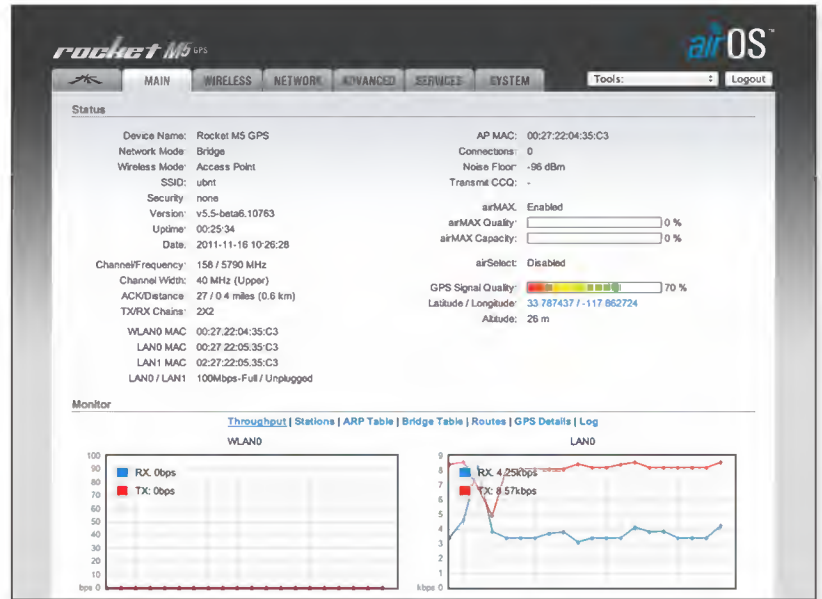 rocket M5 GPS
airOS™
MAIN WIRELESS NETWORK ADVANCED SERVICES SYSTEM Tools: Logout
Status
Device Name: Rocket M5 GPS
Network Mode: Bridge
Wireless Mode: Access Point
SSID: ubnt
Security: none
Version: v5.5-beta6.10763
Uptime: 00:25:34
Date: 2011-11-16 10:26:28
Channel/Frequency: 158 / 5790 MHz
Channel Width: 40 MHz (Upper)
ACK/Distance: 27 / 0.4 miles (0.6 km)
TX/RX Chains: 2X2
WLAN0 MAC 00:27:22:04:35:C3
LAN0 MAC 00:27:22:05:35:C3
LAN1 MAC 02:27:22:05:35:C3
LAN0 / LAN1 100Mbps-Full / Unplugged
AP MAC: 00:27:22:04:35:C3
Connections: 0
Noise Floor: -96 dBm
Transmit CCQ: -
airMAX: Enabled
airMAX Quality: 0 %
airMAX Capacity: 0 %
airSelect: Disabled
GPS Signal Quality: 70 %
Latitude / Longitude: 33.787437 / -117.862724
Altitude: 26 m
Monitor
Throughput | Stations | ARP Table | Bridge Table | Routes | GPS Details | Log
WLAN0
100
90
80
70
60
50
40
30
20
10
bps 0
RX: 0bps
TX: 0bps
LAN0
9
8
7
6
5
4
3
2
1
kbps 0
RX: 4.25kbps
TX: 8.57kbps